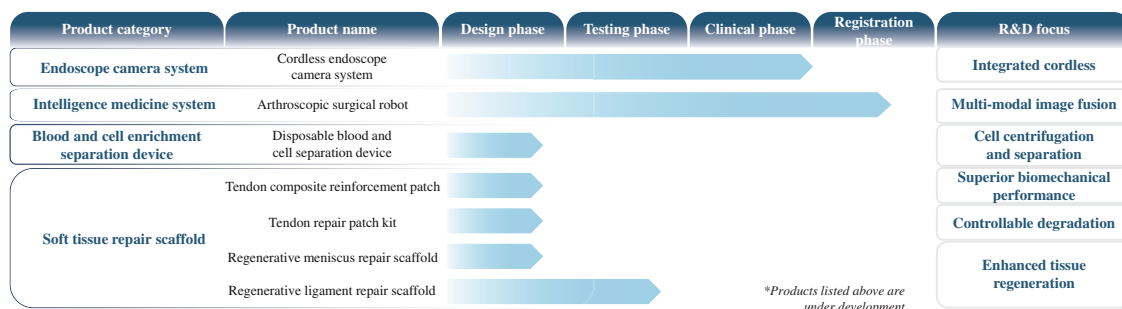 Product category
Product name
Design phase
Testing phase
Clinical phase
Registration
phase
R&D focus
Endoscope camera system
Cordless endoscope
camera system
Integrated cordless
Intelligence medicine system
Arthroscopic surgical robot
Multi-modal image fusion
Blood and cell enrichment
separation device
Disposable blood and
cell separation device
Cell centrifugation
and separation
Soft tissue repair scaffold
Tendon composite reinforcement patch
Superior biomechanical
performance
Tendon repair patch kit
Controllable degradation
Regenerative meniscus repair scaffold
Enhanced tissue
regeneration
Regenerative ligament repair scaffold
*Products listed above are
under development